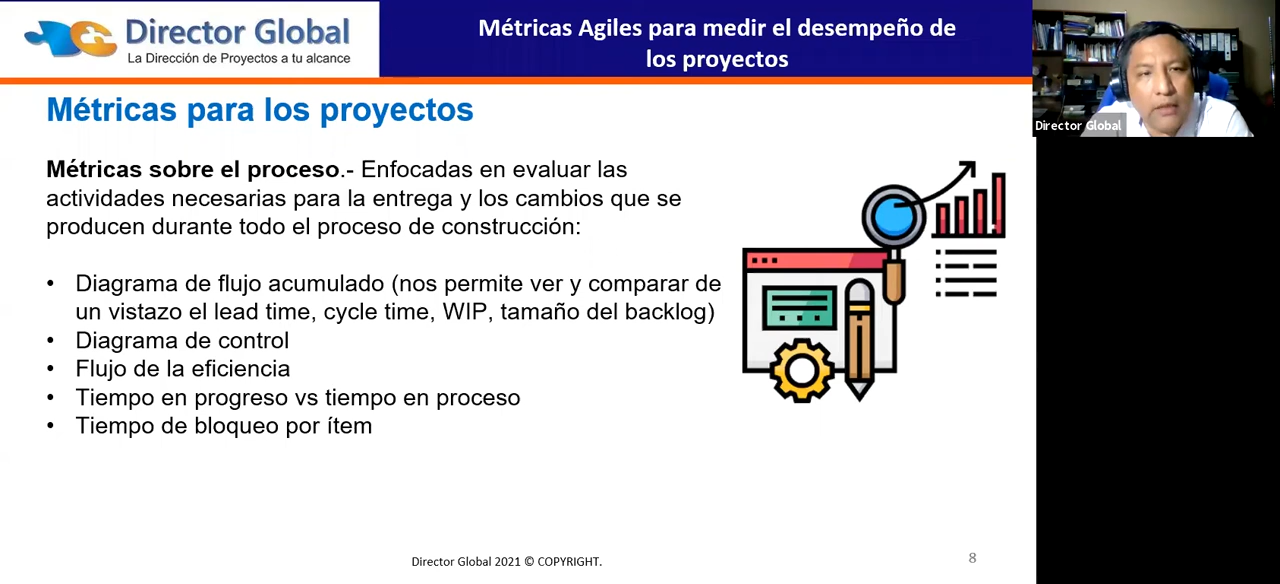 Director Global
La Dirección de Proyectos a tu alcance
Métricas Agiles para medir el desempeño de
los proyectos
Director Global
Métricas para los proyectos
Métricas sobre el proceso.- Enfocadas en evaluar las
actividades necesarias para la entrega y los cambios que se
producen durante todo el proceso de construcción:
• Diagrama de flujo acumulado (nos permite ver y comparar de
un vistazo el lead time, cycle time, WIP, tamaño del backlog)
• Diagrama de control
• Flujo de la eficiencia
• Tiempo en progreso vs tiempo en proceso
• Tiempo de bloqueo por ítem
Director Global 2021 © COPYRIGHT.
8